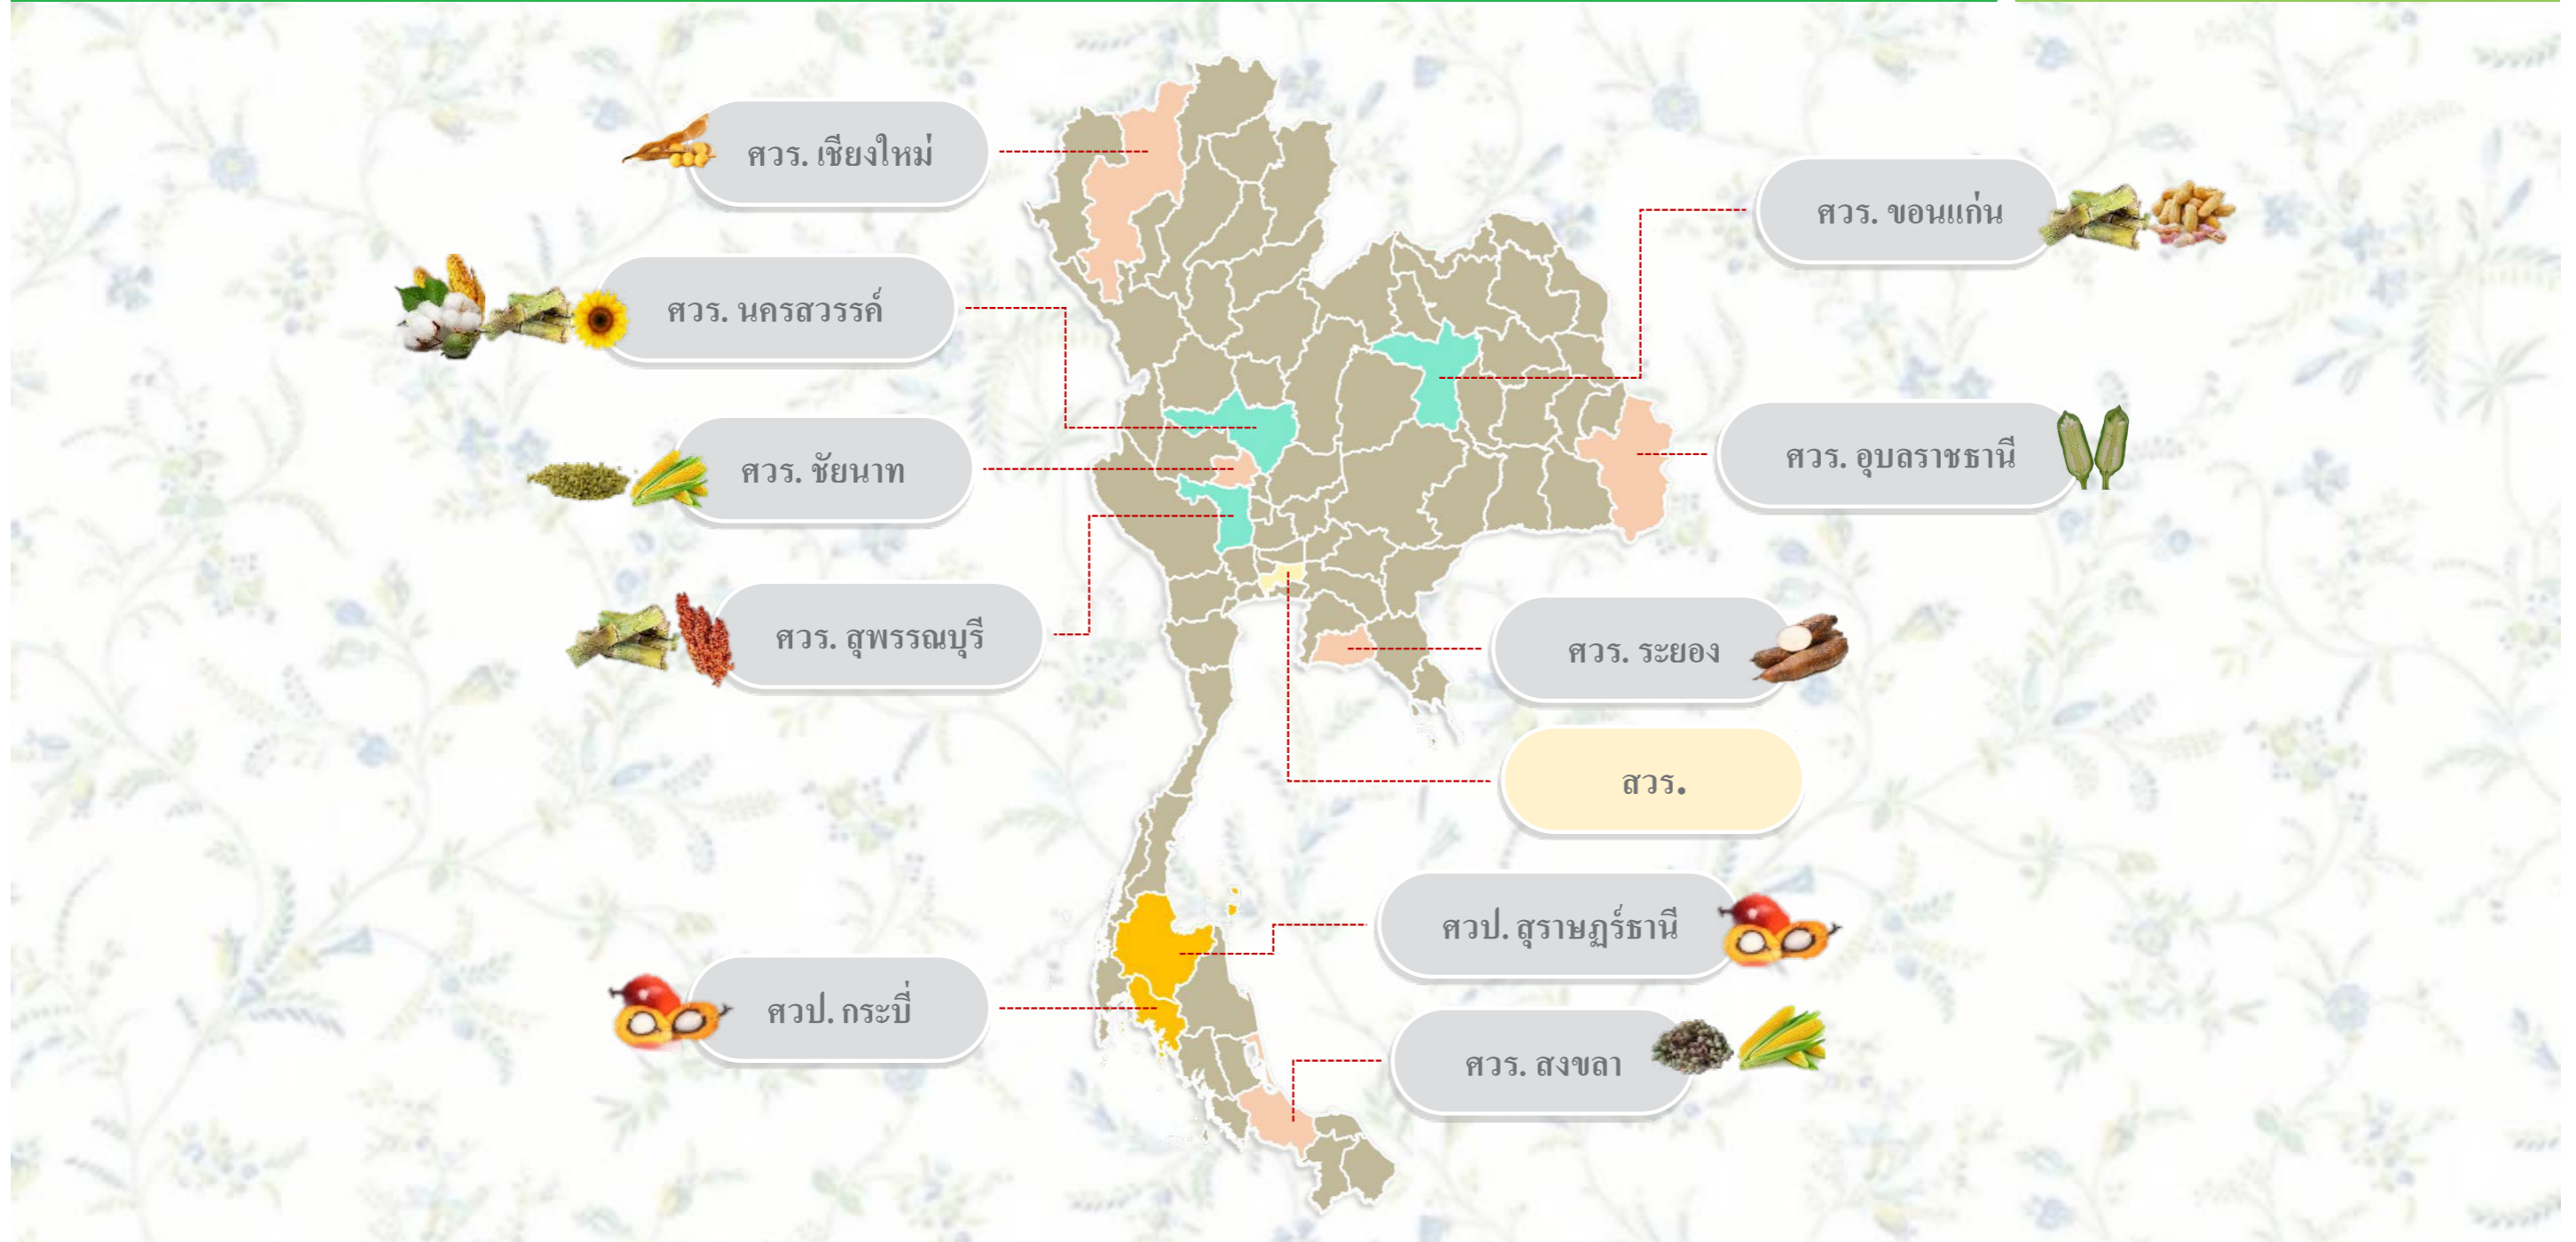 ศวร. เชียงใหม่
ศวร. ขอนแก่น
ศวร. นครสวรรค์
ศวร. ชัยนาท
ศวร. อุบลราชธานี
ศวร. สุพรรณบุรี
ศวร. ระยอง
สวร.
ศวป. สุราษฎร์ธานี
ศวป. กระบี่
ศวร. สงขลา